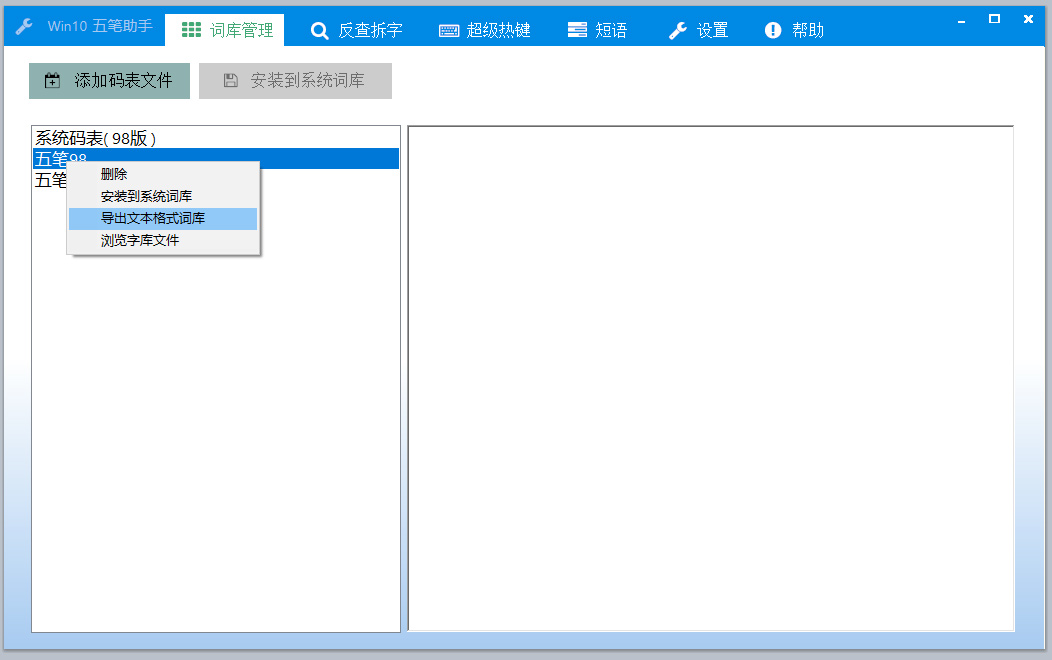 Win10 五笔助手
词库管理
反查拆字
超级热键
短语
设置
帮助
添加码表文件
安装到系统词库
系统码表(98版)
五笔98
五笔
删除
安装到系统词库
导出文本格式词库
浏览字库文件